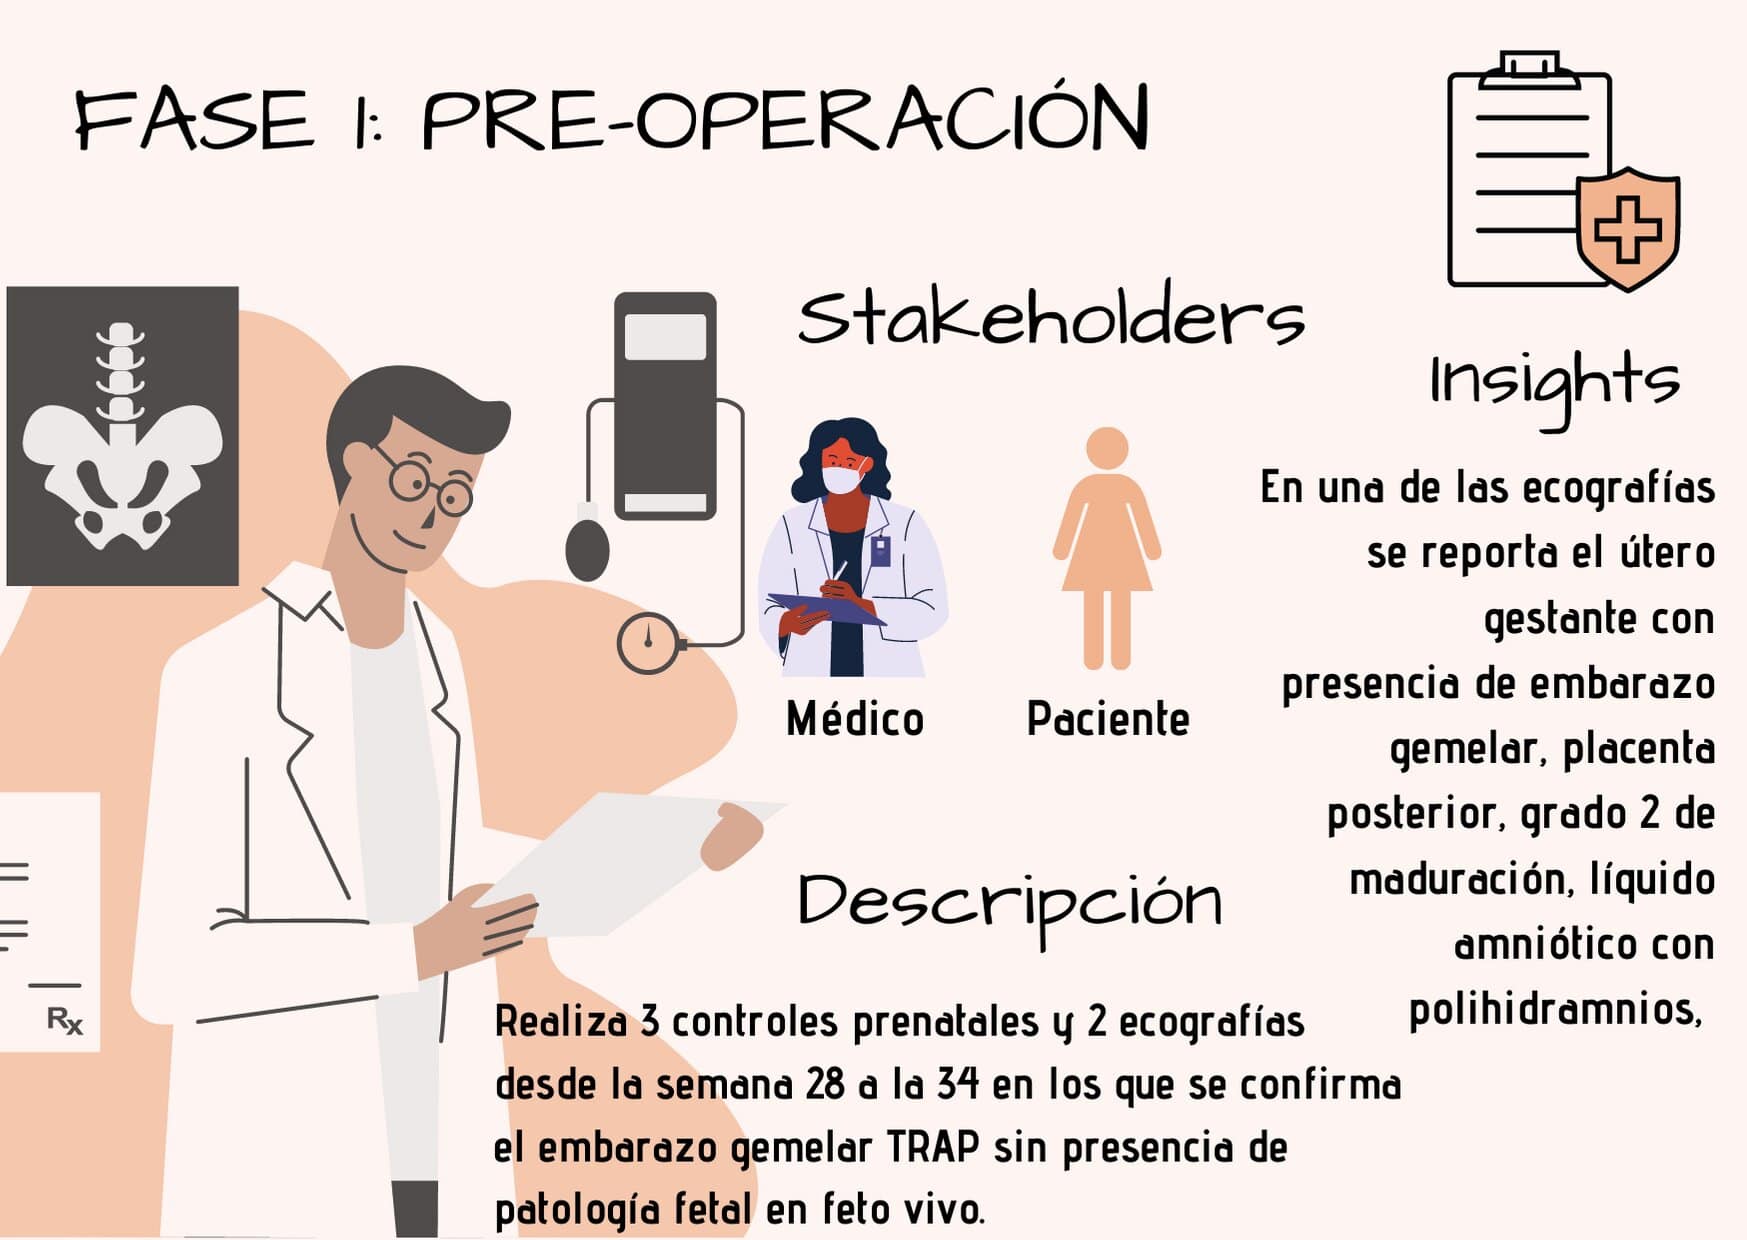 FASE 1: PRE-OPERACIÓN
Stakeholders
Médico
Paciente
Insights
En una de las ecografías
se reporta el útero
gestante con
presencia de embarazo
gemelar, placenta
posterior, grado 2 de
maduración, líquido
amniótico con
polihidramnios,
Descripción
Realiza 3 controles prenatales y 2 ecografías
desde la semana 28 a la 34 en los que se confirma
el embarazo gemelar TRAP sin presencia de
patología fetal en feto vivo.
Rx